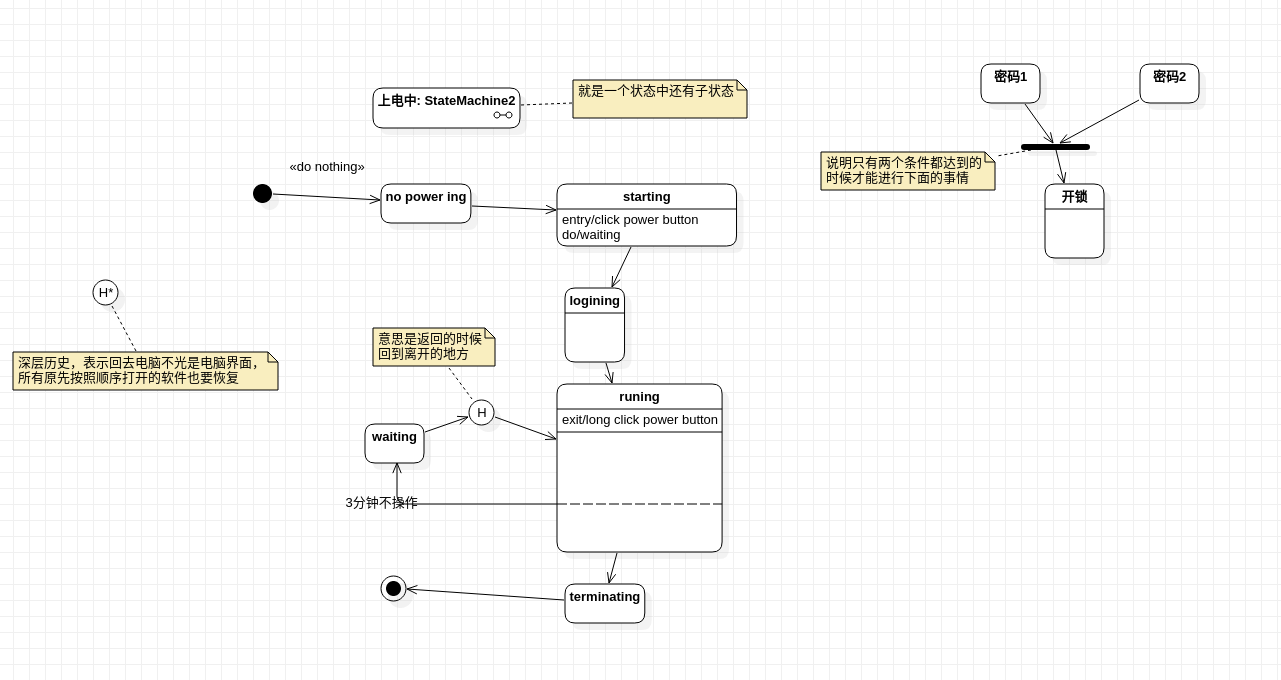 密码1
密码2
上电中: StateMachine2
就是一个状态中还有子状态
说明只有两个条件都达到的
时候才能进行下面的事情
«do nothing»
no power ing
starting
entry/click power button
do/waiting
开锁
H*
深层历史，表示回去电脑不光是电脑界面，
所有原先按照顺序打开的软件也要恢复
logining
意思是返回的时候
回到离开的地方
H
runing
exit/long click power button
waiting
3分钟不操作
terminating